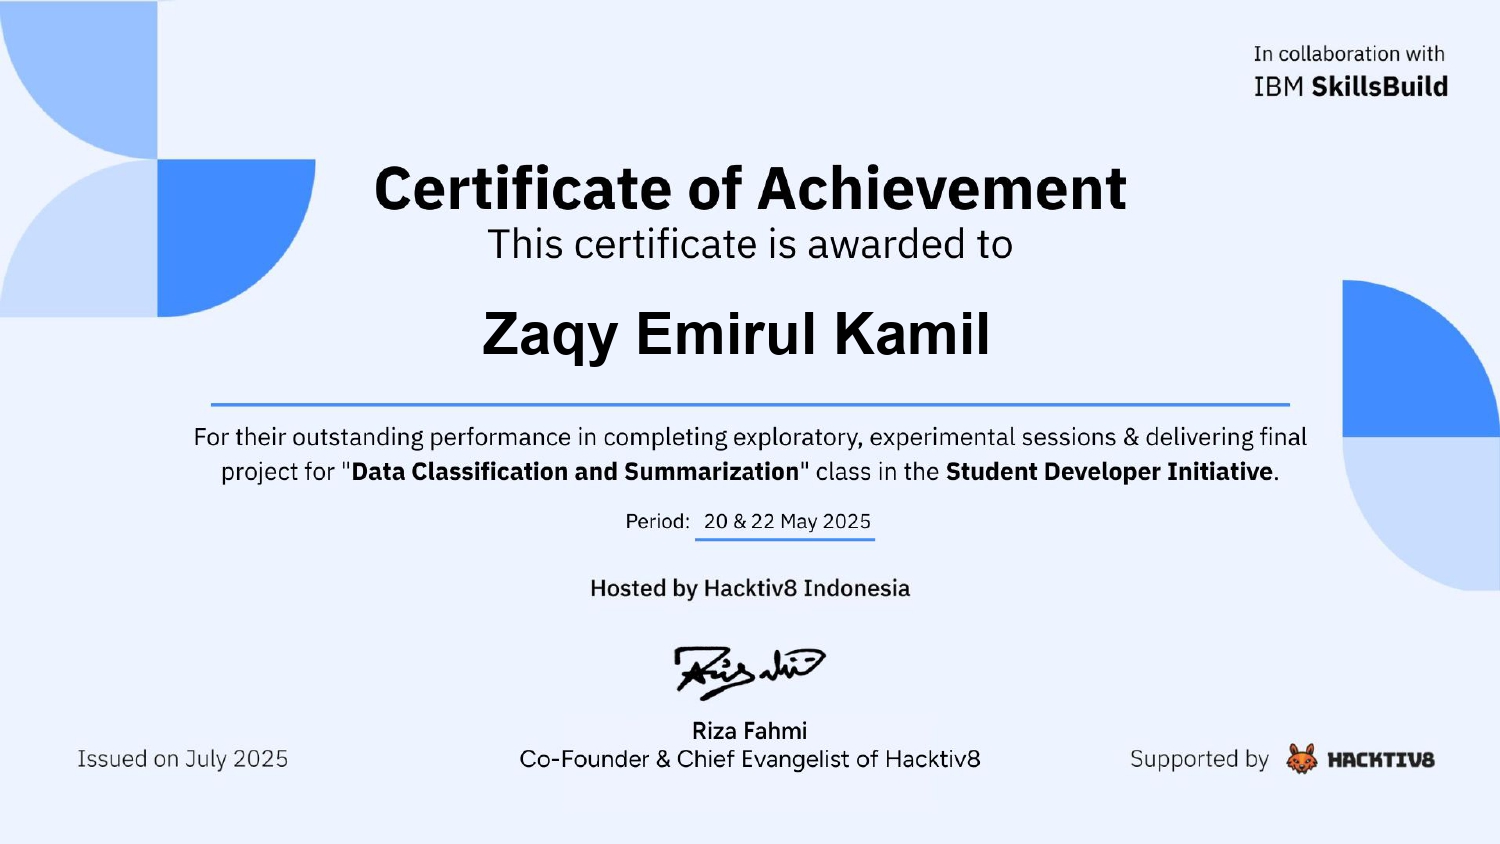 In collaboration with
IBM SkillsBuild
Certificate of Achievement
This certificate is awarded to
Zaqy Emirul Kamil
For their outstanding performance in completing exploratory, experimental sessions & delivering final
project for "Data Classification and Summarization" class in the Student Developer Initiative.
Period: 20 & 22 May 2025
Hosted by Hacktiv8 Indonesia
Riza Fahmi
Co-Founder & Chief Evangelist of Hacktiv8
Issued on July 2025
Supported by HACKTIV8